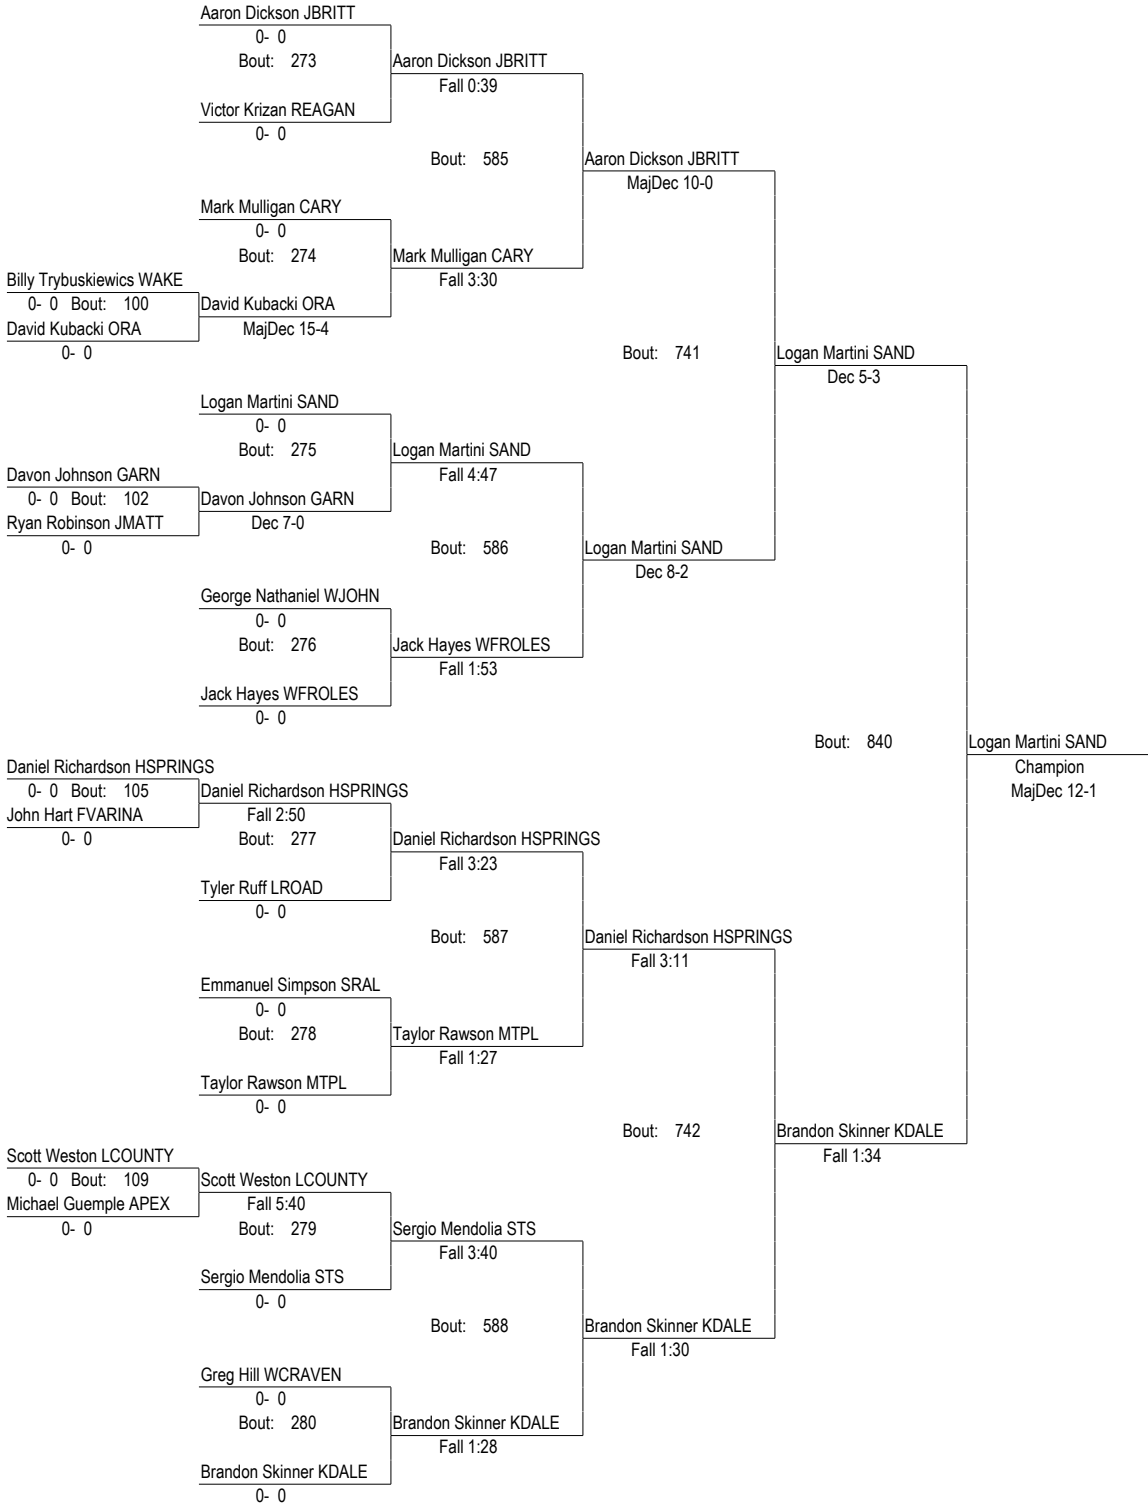 Aaron Dickson JBRITT
0- 0
Bout: 273
Aaron Dickson JBRITT
Fall 0:39
Victor Krizan REAGAN
0- 0
Bout: 585
Aaron Dickson JBRITT
MajDec 10-0
Mark Mulligan CARY
0- 0
Bout: 274
Mark Mulligan CARY
Fall 3:30
Billy Trybuskiewics WAKE
0- 0 Bout: 100
David Kubacki ORA
MajDec 15-4
David Kubacki ORA
0- 0
Bout: 741
Logan Martini SAND
Dec 5-3
Logan Martini SAND
0- 0
Bout: 275
Logan Martini SAND
Fall 4:47
Davon Johnson GARN
0- 0 Bout: 102
Davon Johnson GARN
Dec 7-0
Ryan Robinson JMATT
0- 0
Bout: 586
Logan Martini SAND
Dec 8-2
George Nathaniel WJOHN
0- 0
Bout: 276
Jack Hayes WFROLES
Fall 1:53
Jack Hayes WFROLES
0- 0
Bout: 840
Logan Martini SAND
Champion
MajDec 12-1
Daniel Richardson HSPRINGS
0- 0 Bout: 105
Daniel Richardson HSPRINGS
Fall 2:50
John Hart FVARINA
0- 0
Bout: 277
Daniel Richardson HSPRINGS
Fall 3:23
Tyler Ruff LROAD
0- 0
Bout: 587
Daniel Richardson HSPRINGS
Fall 3:11
Emmanuel Simpson SRAL
0- 0
Bout: 278
Taylor Rawson MTPL
Fall 1:27
Taylor Rawson MTPL
0- 0
Bout: 742
Brandon Skinner KDALE
Fall 1:34
Scott Weston LCOUNTY
0- 0 Bout: 109
Scott Weston LCOUNTY
Fall 5:40
Michael Guemple APEX
0- 0
Bout: 279
Sergio Mendolia STS
Fall 3:40
Sergio Mendolia STS
0- 0
Bout: 588
Brandon Skinner KDALE
Fall 1:30
Greg Hill WCRAVEN
0- 0
Bout: 280
Brandon Skinner KDALE
Fall 1:28
Brandon Skinner KDALE
0- 0